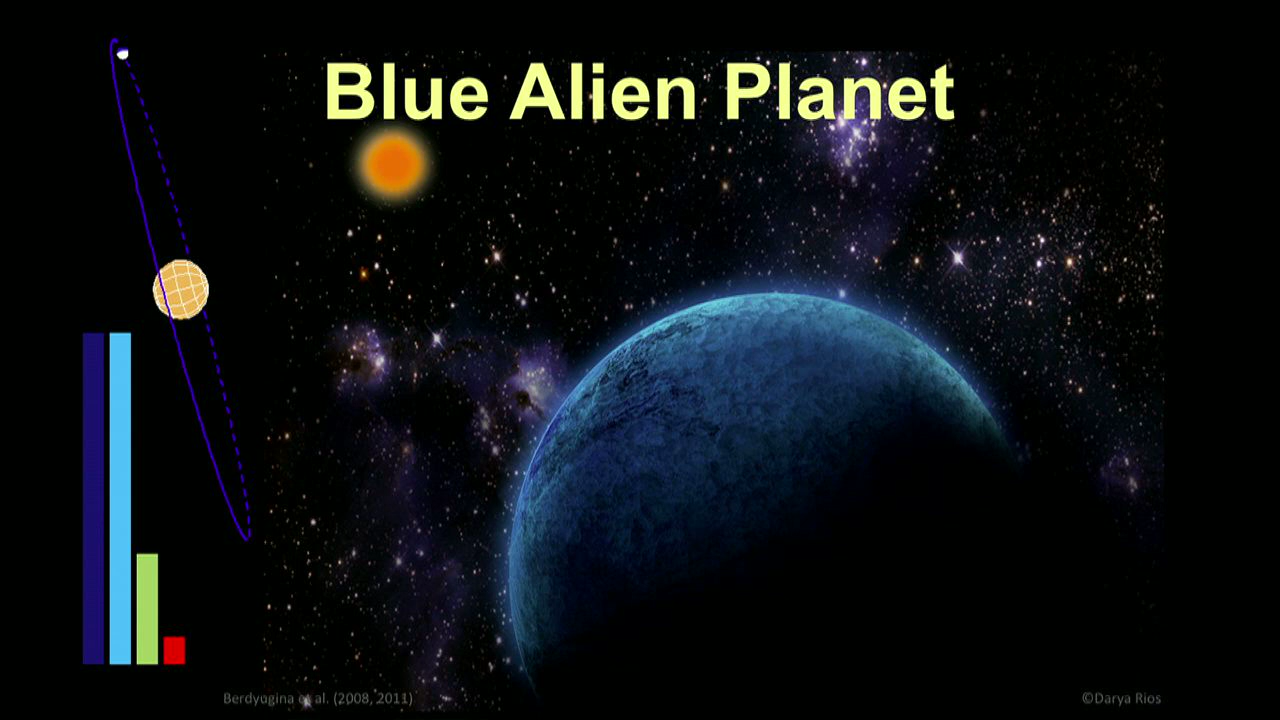 Blue Alien Planet
Berdyugina et al. (2008, 2011)
©Darya Rios